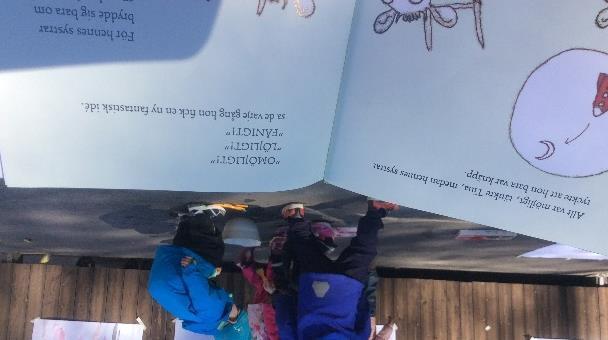 Allt var möjligt, tänkte Tina, medan hennes systrar
tyckte att hon bara var knäpp.
"OMÖJLIGT!"
"LÖJLIGT!"
"FÅNIGT!"
sa de varje gång hon fick en ny fantastisk idé.
För hennes systrar
brydde sig bara om